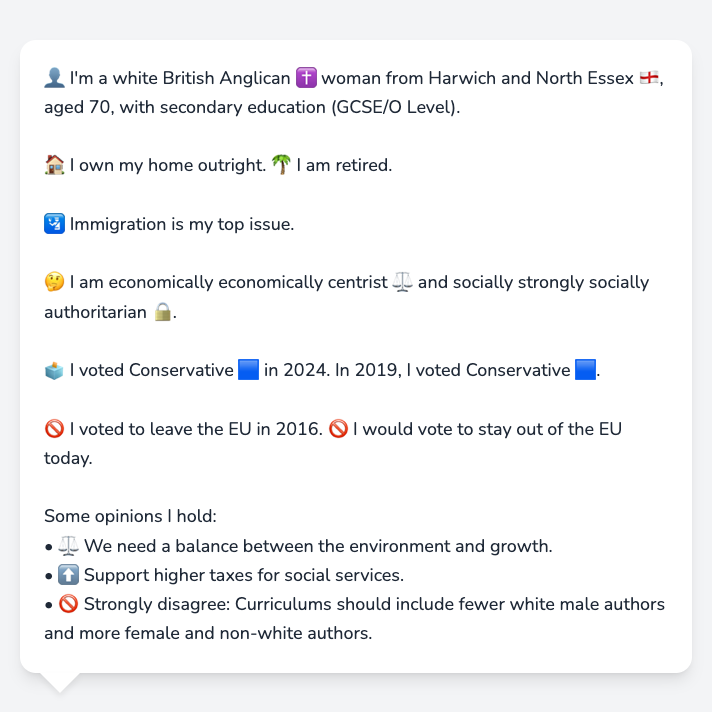 👤 I'm a white British Anglican ✝️ woman from Harwich and North Essex 🏴󠁧󠁢󠁥󠁮󠁧󠁿,
aged 70, with secondary education (GCSE/O Level).
🏠 I own my home outright. 🌴 I am retired.
🛂 Immigration is my top issue.
🤔 I am economically economically centrist ⚖️ and socially strongly socially
authoritarian 🔒.
🗳️ I voted Conservative 🟦 in 2024. In 2019, I voted Conservative 🟦.
🚫 I voted to leave the EU in 2016. 🚫 I would vote to stay out of the EU
today.
Some opinions I hold:
• ⚖️ We need a balance between the environment and growth.
• ⬆️ Support higher taxes for social services.
• 🚫 Strongly disagree: Curriculums should include fewer white male authors
and more female and non-white authors.